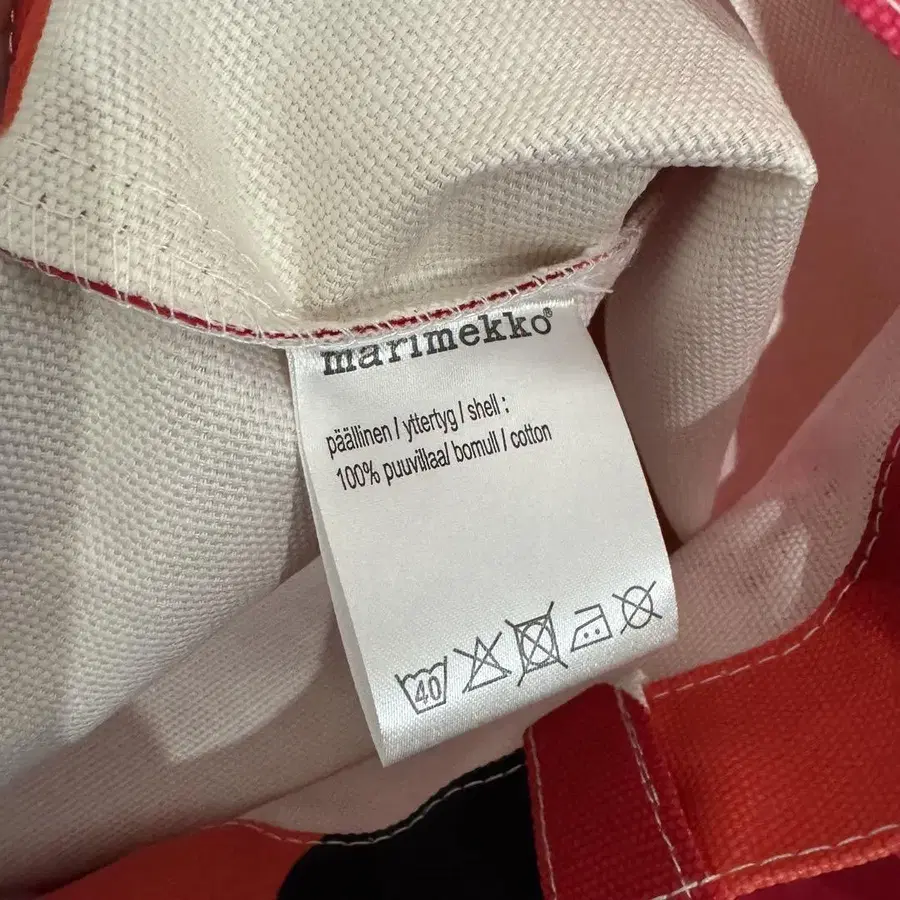 marimekko®
päällinen / yttertyg / shell :
100% puuvillaa/ bomull / cotton
40